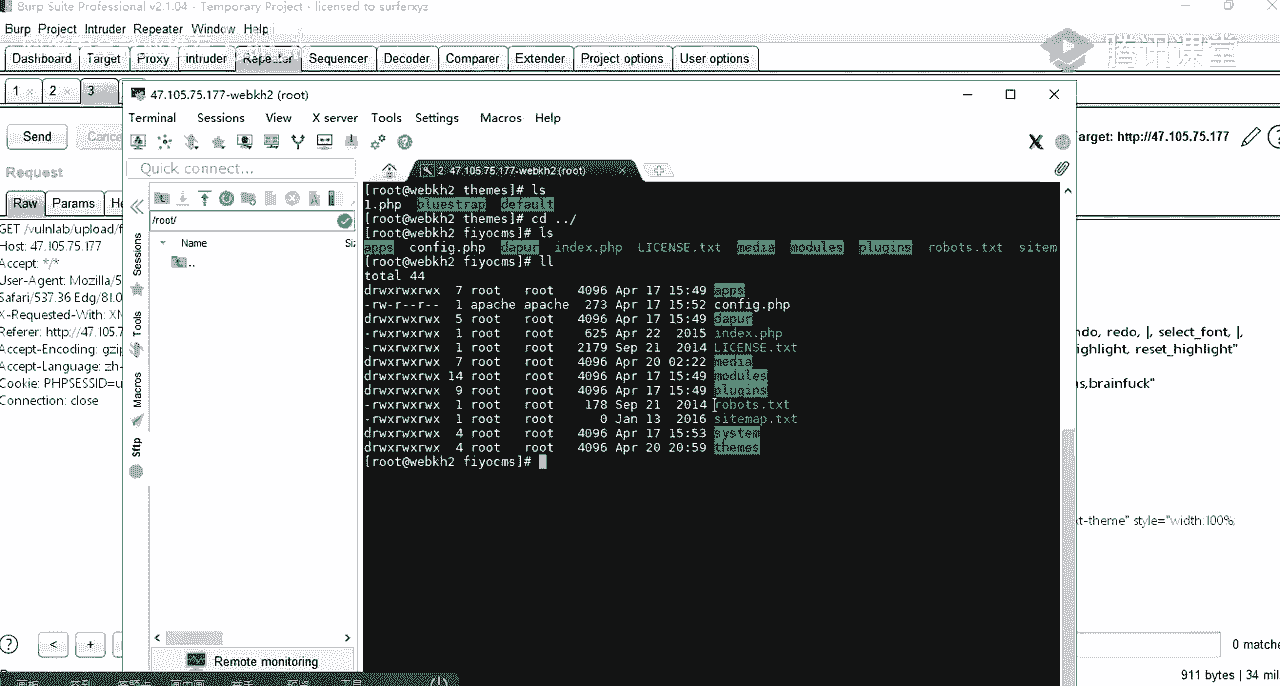 Burp Suite Professional v2.1.04 - Temporary Project - licensed to surferxyz
Burp Project Intruder Repeater Window Help
腾讯课堂
Dashboard Target Proxy Intruder Repeater Sequencer Decoder Comparer Extender Project options User options
1 × 2 × 3
47.105.75.177-webkh2 (root)
Terminal Sessions View X server Tools Settings Macros Help
Send Cance
Target: http://47.105.75.177
Quick connect...
2. 47.105.75.177-webkh2 (root)
Request
Raw Params H
/root/
Name Siz
..
Sessions
Tools
Macros
Sftp
GET /vulnlab/upload/f
Host: 47.105.75.177
Accept: */*
User-Agent: Mozilla/5
Safari/537.36 Edg/81.0
X-Requested-With: XM
Referer: http://47.105.7
Accept-Encoding: gzip
Accept-Language: zh-
Cookie: PHPSESSID=u
Connection: close
[root@webkh2 themes]# ls
1.php bluestrap default
[root@webkh2 themes]# cd ../
[root@webkh2 fiyocms]# ls
apps config.php dapur index.php LICENSE.txt media modules plugins robots.txt sitem
[root@webkh2 fiyocms]# ll
total 44
drwxrwxrwx 7 root root 4096 Apr 17 15:49 apps
-rw-r--r-- 1 apache apache 273 Apr 17 15:52 config.php
drwxrwxrwx 5 root root 4096 Apr 17 15:49 dapur
-rwxrwxrwx 1 root root 625 Apr 22 2015 index.php
-rwxrwxrwx 1 root root 2179 Sep 21 2014 LICENSE.txt
drwxrwxrwx 7 root root 4096 Apr 20 02:22 media
drwxrwxrwx 14 root root 4096 Apr 17 15:49 modules
drwxrwxrwx 9 root root 4096 Apr 17 15:49 plugins
-rwxrwxrwx 1 root root 178 Sep 21 2014 robots.txt
-rwxrwxrwx 1 root root 0 Jan 13 2016 sitemap.txt
drwxrwxrwx 4 root root 4096 Apr 17 15:53 system
drwxrwxrwx 4 root root 4096 Apr 20 20:59 themes
[root@webkh2 fiyocms]#
ndo, redo, |, select_font, |,
ighlight, reset_highlight"
s,brainfuck"
t-theme" style="width:100%;
Remote monitoring
? < +
0 matche
911 bytes | 34 mil